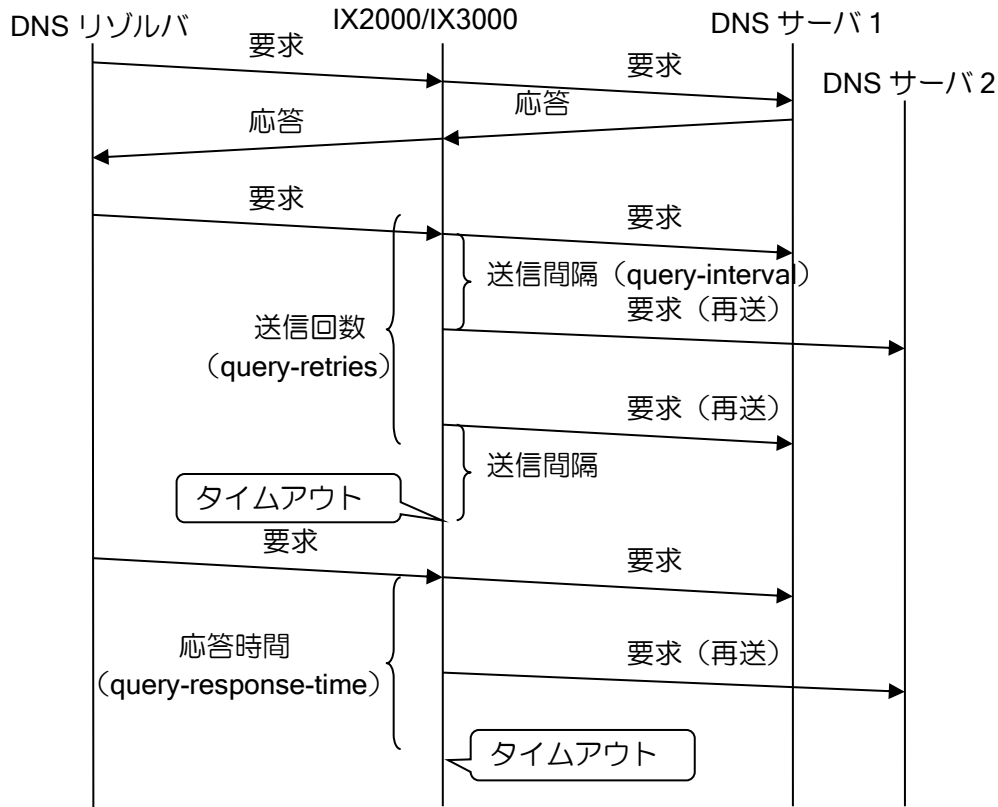 DNS リゾルバ
IX2000/IX3000
DNS サーバ 1
DNS サーバ 2
要求
要求
応答
応答
要求
要求
送信間隔（query-interval）
要求（再送）
送信回数
（query-retries）
要求（再送）
送信間隔
タイムアウト
要求
要求
応答時間
（query-response-time）
要求（再送）
タイムアウト